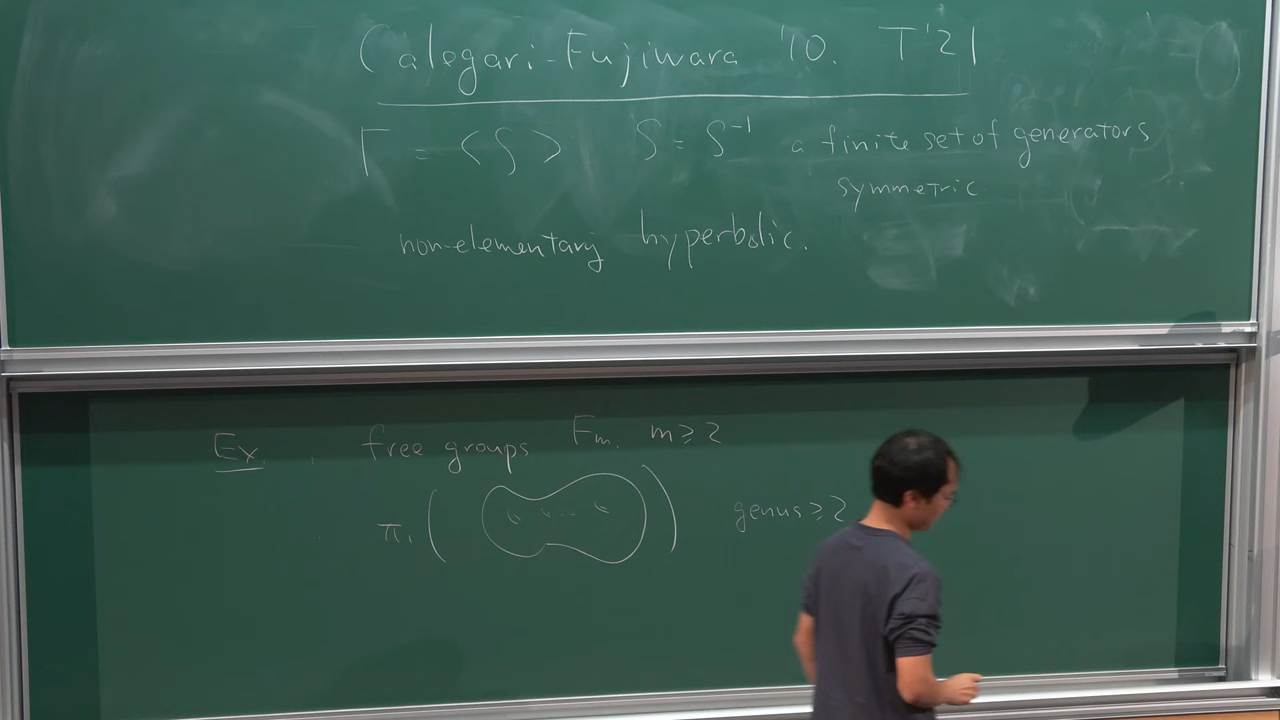 Calegari-Fujiwara '10. T'21
Γ = <S> S = S⁻¹ a finite set of generators
symmetric
non-elementary hyperbolic.
Ex. free groups Fm. m≥2
π₁( ) genus≥2